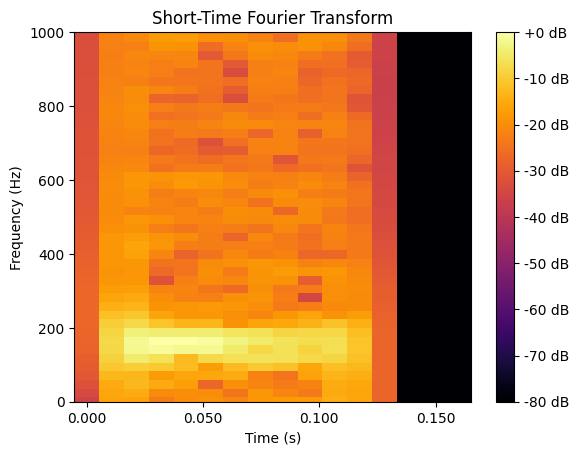 Short-Time Fourier Transform
1000
800
600
400
200
0
Frequency (Hz)
0.000
0.050
0.100
0.150
Time (s)
+0 dB
-10 dB
-20 dB
-30 dB
-40 dB
-50 dB
-60 dB
-70 dB
-80 dB